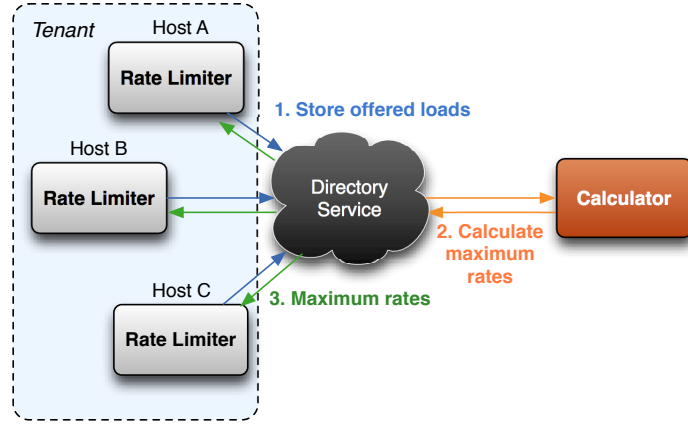 Tenant
Host A
Rate Limiter
1. Store offered loads
Host B
Rate Limiter
Directory
Service
Calculator
2. Calculate
maximum
rates
Host C
3. Maximum rates
Rate Limiter